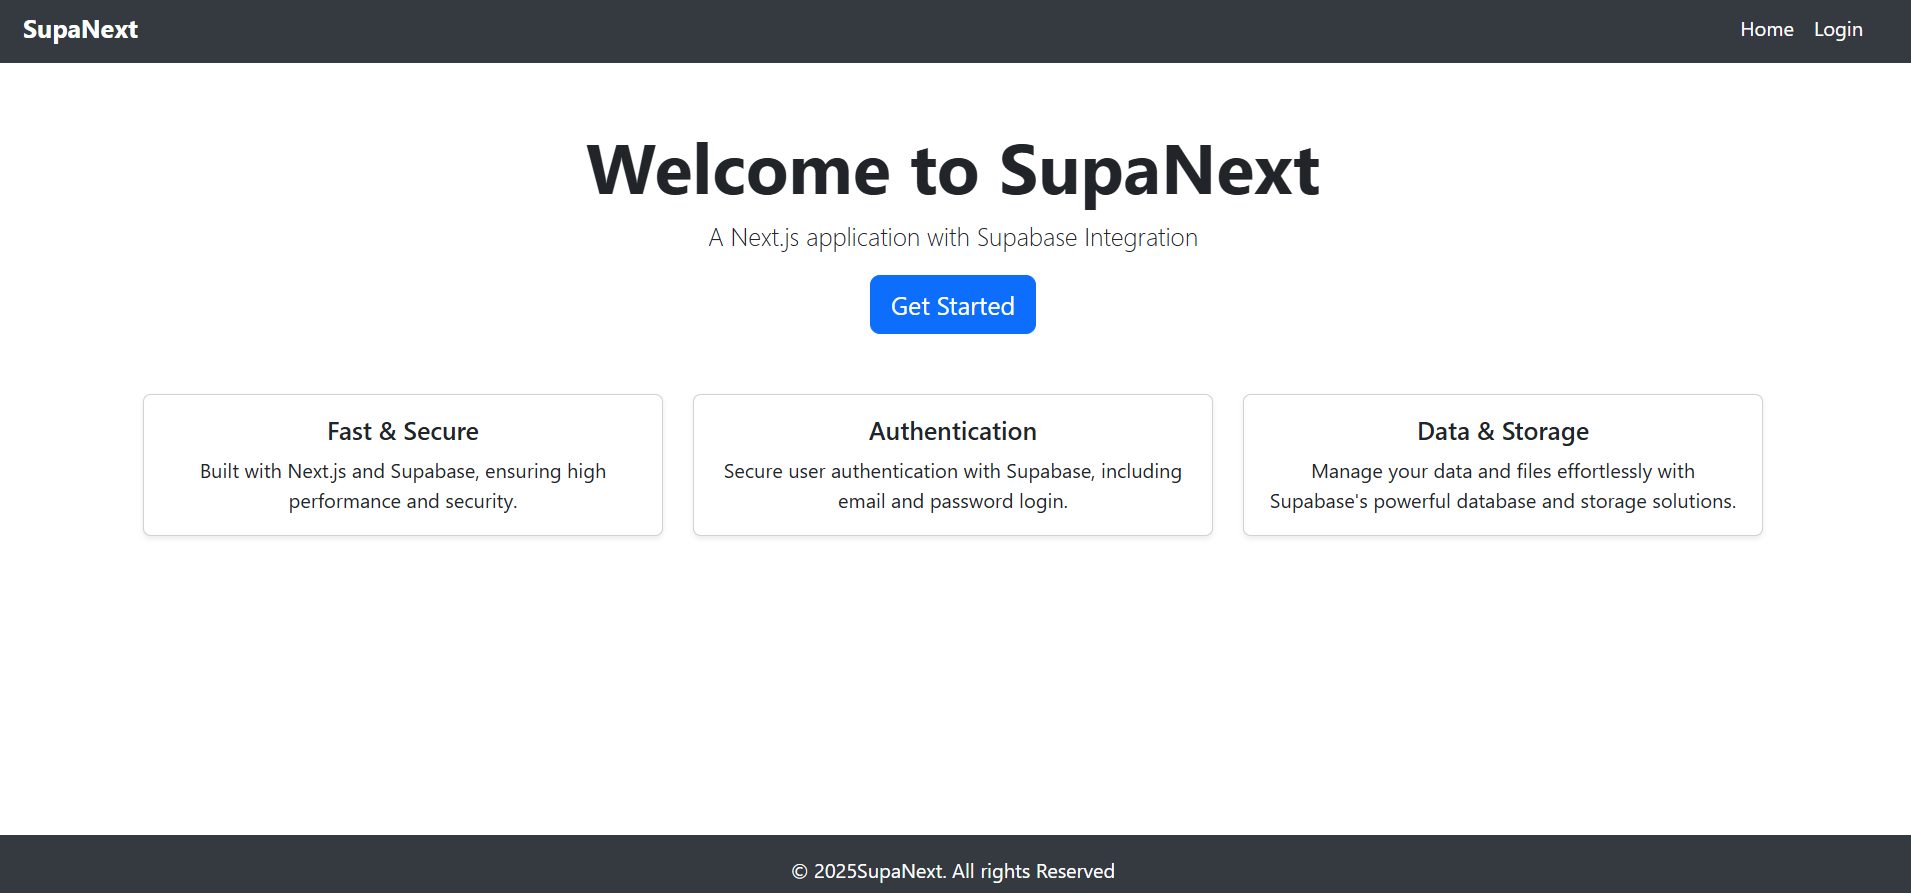 SupaNext
Home Login
Welcome to SupaNext
A Next.js application with Supabase Integration
Get Started
Fast & Secure
Built with Next.js and Supabase, ensuring high
performance and security.
Authentication
Secure user authentication with Supabase, including
email and password login.
Data & Storage
Manage your data and files effortlessly with
Supabase's powerful database and storage solutions.
© 2025SupaNext. All rights Reserved